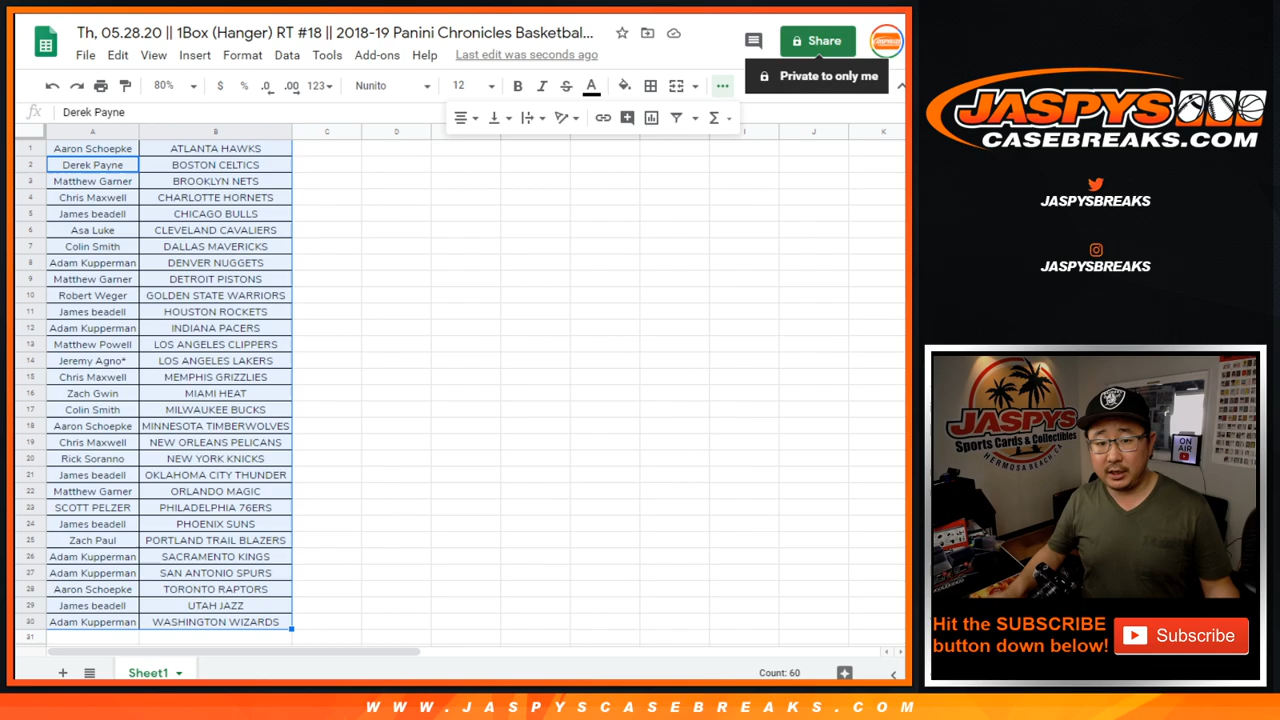 Th, 05.28.20 || 1Box (Hanger) RT #18 || 2018-19 Panini Chronicles Basketbal...
File Edit View Insert Format Data Tools Add-ons Help Last edit was seconds ago
Share
Private to only me
80% $ % .0 .00 123 Nunito 12 B I S A
fx Derek Payne
A B C D J K
1 Aaron Schoepke ATLANTA HAWKS
2 Derek Payne BOSTON CELTICS
3 Matthew Garner BROOKLYN NETS
4 Chris Maxwell CHARLOTTE HORNETS
5 James beadell CHICAGO BULLS
6 Asa Luke CLEVELAND CAVALIERS
7 Colin Smith DALLAS MAVERICKS
8 Adam Kupperman DENVER NUGGETS
9 Matthew Garner DETROIT PISTONS
10 Robert Weger GOLDEN STATE WARRIORS
11 James beadell HOUSTON ROCKETS
12 Adam Kupperman INDIANA PACERS
13 Matthew Powell LOS ANGELES CLIPPERS
14 Jeremy Agno* LOS ANGELES LAKERS
15 Chris Maxwell MEMPHIS GRIZZLIES
16 Zach Gwin MIAMI HEAT
17 Colin Smith MILWAUKEE BUCKS
18 Aaron Schoepke MINNESOTA TIMBERWOLVES
19 Chris Maxwell NEW ORLEANS PELICANS
20 Rick Soranno NEW YORK KNICKS
21 James beadell OKLAHOMA CITY THUNDER
22 Matthew Garner ORLANDO MAGIC
23 SCOTT PELZER PHILADELPHIA 76ERS
24 James beadell PHOENIX SUNS
25 Zach Paul PORTLAND TRAIL BLAZERS
26 Adam Kupperman SACRAMENTO KINGS
27 Adam Kupperman SAN ANTONIO SPURS
28 Aaron Schoepke TORONTO RAPTORS
29 James beadell UTAH JAZZ
30 Adam Kupperman WASHINGTON WIZARDS
31
Sheet1
Count: 60
JASPYS
CASEBREAKS.COM
JASPYSBREAKS
JASPYSBREAKS
JASPYS
Sports Cards & Collectibles
HERMOSA BEACH CA
ON AIR
Hit the SUBSCRIBE
button down below!
Subscribe
WWW.JASPYSCASEBREAKS.COM